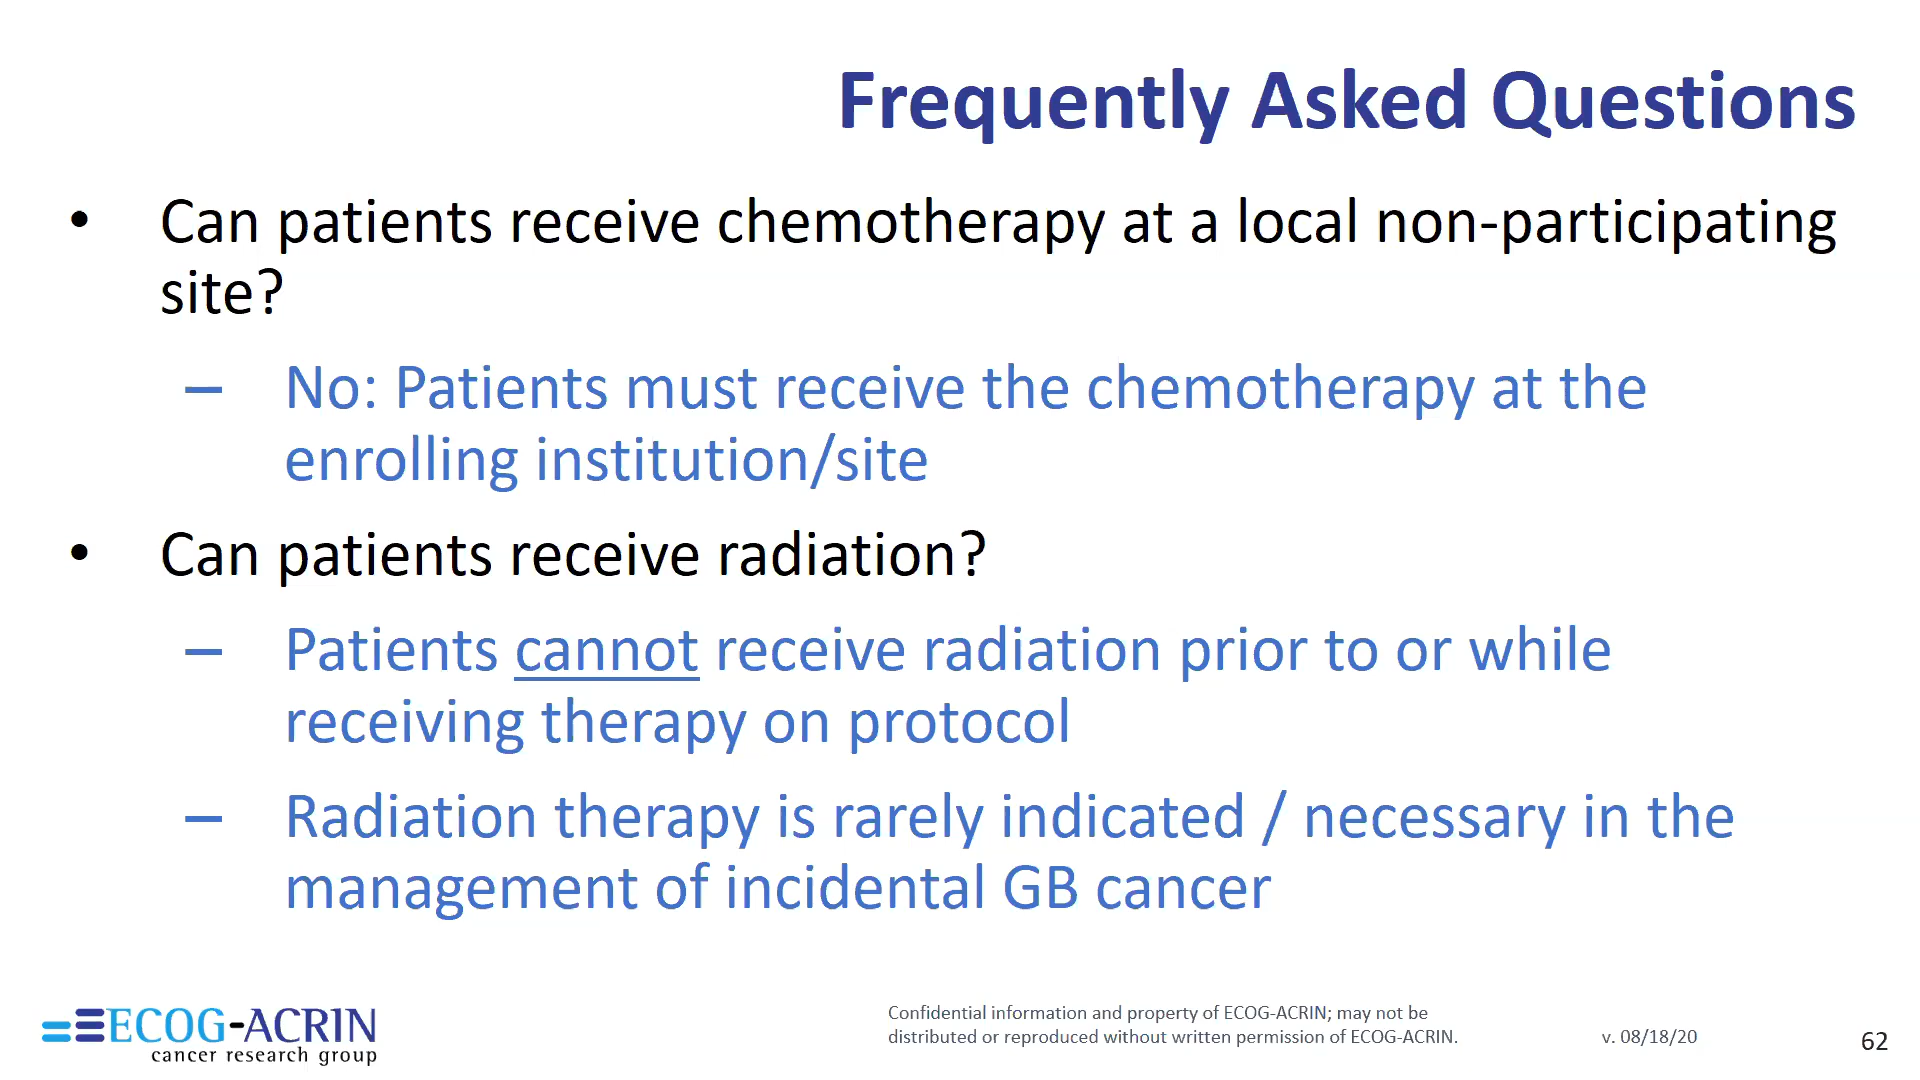 Frequently Asked Questions
• Can patients receive chemotherapy at a local non-participating
site?
– No: Patients must receive the chemotherapy at the
enrolling institution/site
• Can patients receive radiation?
– Patients cannot receive radiation prior to or while
receiving therapy on protocol
– Radiation therapy is rarely indicated / necessary in the
management of incidental GB cancer
ECOG-ACRIN
cancer research group
Confidential information and property of ECOG-ACRIN; may not be
distributed or reproduced without written permission of ECOG-ACRIN.
v. 08/18/20
62